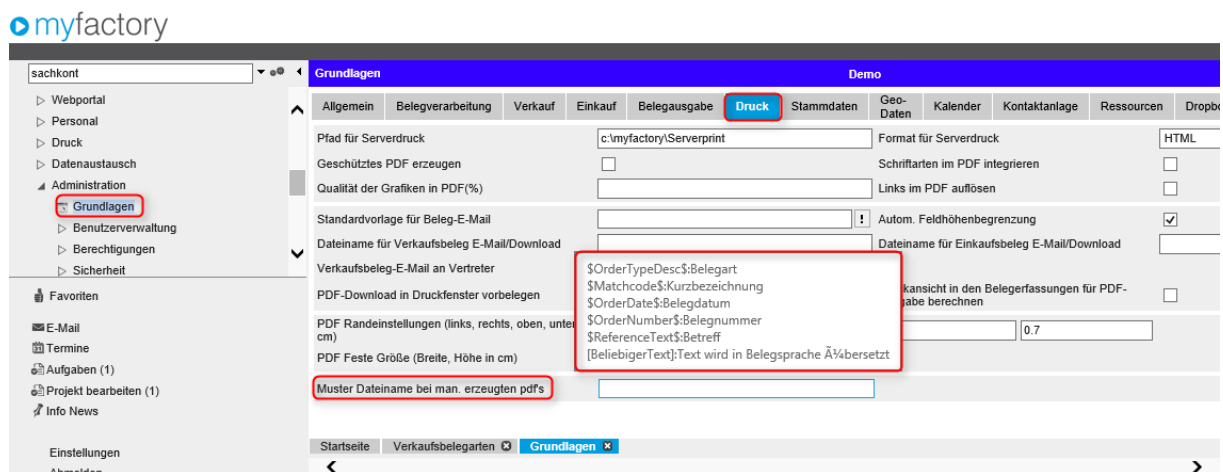 myfactory
sachkont
Grundlagen Demo
Webportal
Personal
Druck
Datenaustausch
Administration
Grundlagen
Benutzerverwaltung
Berechtigungen
Sicherheit
Favoriten
E-Mail
Termine
Aufgaben (1)
Projekt bearbeiten (1)
Info News
Einstellungen
Abmelden
Allgemein Belegverarbeitung Verkauf Einkauf Belegausgabe Druck Stammdaten Geo-Daten Kalender Kontaktanlage Ressourcen
Pfad für Serverdruck c:\myfactory\Serverprint Format für Serverdruck HTML
Geschütztes PDF erzeugen Schriftarten im PDF integrieren
Qualität der Grafiken in PDF(%) Links im PDF auflösen
Standardvorlage für Beleg-E-Mail ! Autom. Feldhöhenbegrenzung
Dateiname für Verkaufsbeleg E-Mail/Download Dateiname für Einkaufsbeleg E-Mail/Download
Verkaufsbeleg-E-Mail an Vertreter
PDF-Download in Druckfenster vorbelegen in den Belegerfassungen für PDF-
berechnen
PDF Randeinstellungen (links, rechts, oben, 0.7
cm)
PDF Feste Größe (Breite, Höhe in cm)
$OrderTypeDesc$:Belegart
$Matchcode$:Kurzbezeichnung
$OrderDate$:Belegdatum
$OrderNumber$:Belegnummer
$ReferenceText$:Betreff
[BeliebigerText]:Text wird in Belegsprache Ã¼bersetzt
Muster Dateiname bei man. erzeugten pdf's
Startseite Verkaufsbelegarten Grundlagen